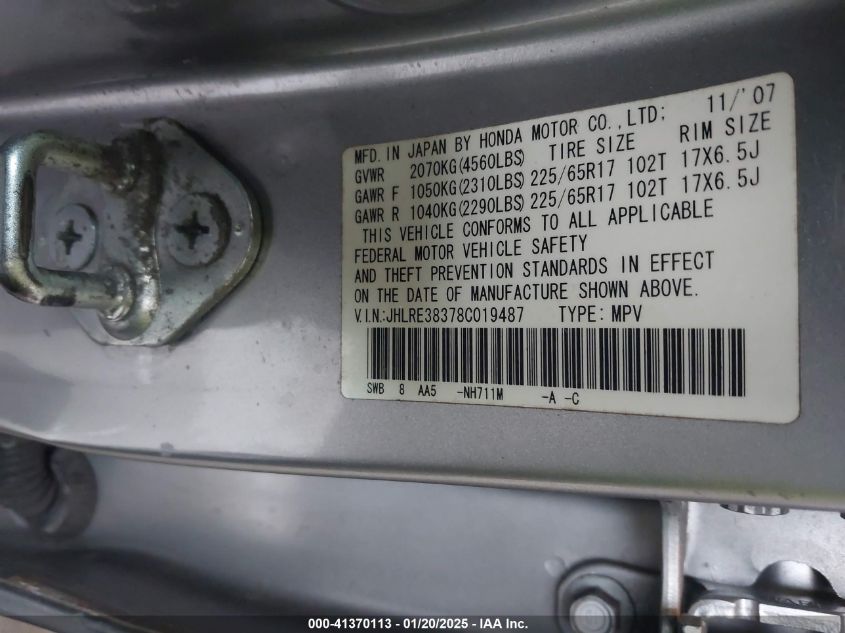 MFD. IN JAPAN BY HONDA MOTOR CO.,LTD; 11/'07
GVWR 2070KG(4560LBS) TIRE SIZE RIM SIZE
GAWR F 1050KG(2310LBS) 225/65R17 102T 17X6.5J
GAWR R 1040KG(2290LBS) 225/65R17 102T 17X6.5J
THIS VEHICLE CONFORMS TO ALL APPLICABLE
FEDERAL MOTOR VEHICLE SAFETY
AND THEFT PREVENTION STANDARDS IN EFFECT
ON THE DATE OF MANUFACTURE SHOWN ABOVE.
V.I.N.:JHLRE38378C019487 TYPE: MPV
SWB 8 AA5 -NH711M -A -C
000-41370113 - 01/20/2025 - IAA Inc.